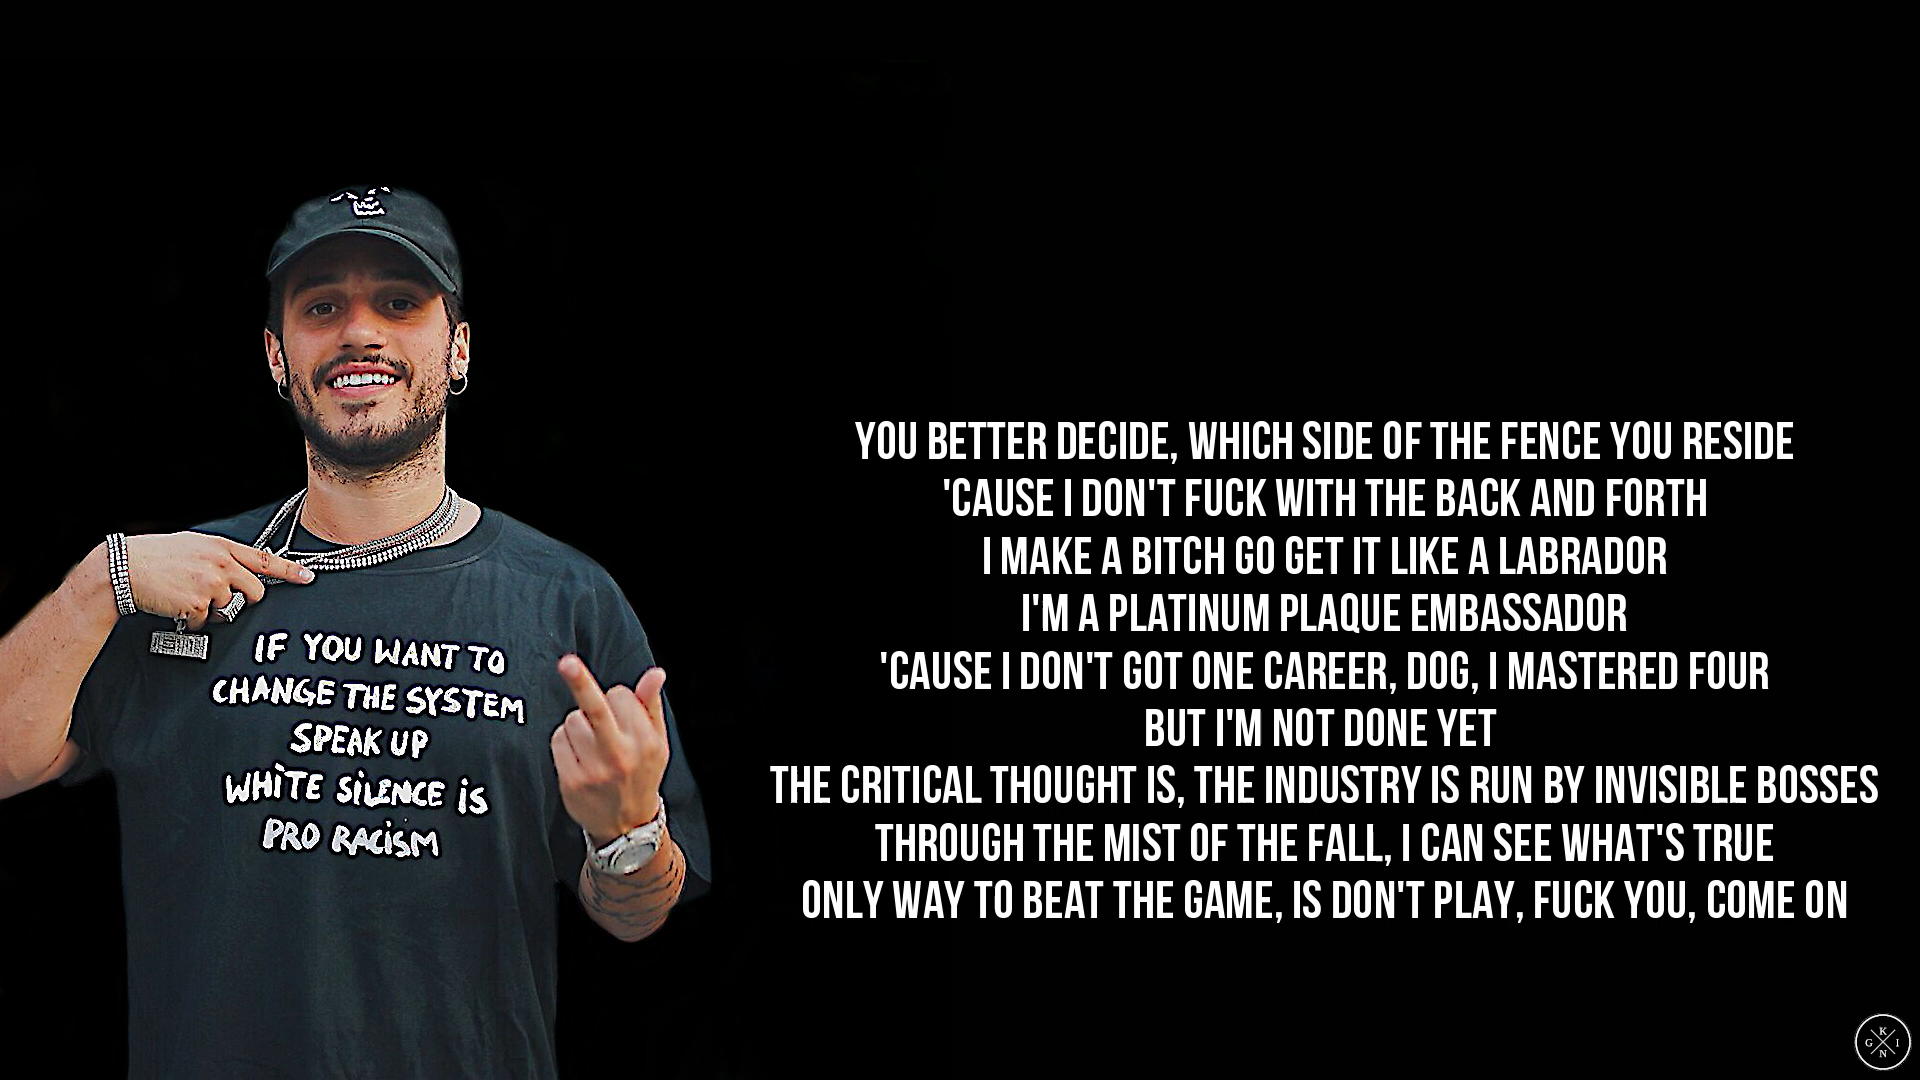 IF YOU WANT TO
CHANGE THE SYSTEM
SPEAK UP
WHITE SILENCE IS
PRO RACISM
YOU BETTER DECIDE, WHICH SIDE OF THE FENCE YOU RESIDE
'CAUSE I DON'T FUCK WITH THE BACK AND FORTH
I MAKE A BITCH GO GET IT LIKE A LABRADOR
I'M A PLATINUM PLAQUE EMBASSADOR
'CAUSE I DON'T GOT ONE CAREER, DOG, I MASTERED FOUR
BUT I'M NOT DONE YET
THE CRITICAL THOUGHT IS, THE INDUSTRY IS RUN BY INVISIBLE BOSSES
THROUGH THE MIST OF THE FALL, I CAN SEE WHAT'S TRUE
ONLY WAY TO BEAT THE GAME, IS DON'T PLAY, FUCK YOU, COME ON
K
G I
N